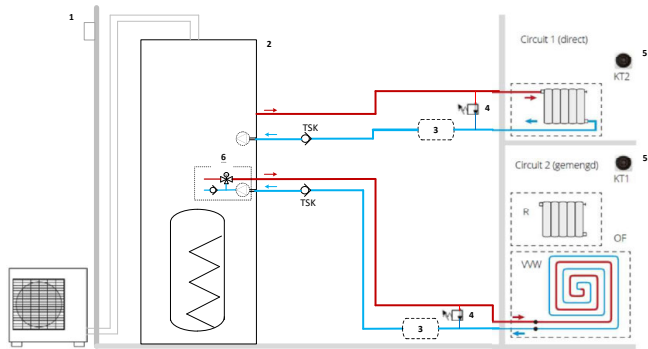 1
2
Circuit 1 (direct)
5
KT2
4
TSK
3
6
TSK
Circuit 2 (gemengd)
5
KT1
R
OF
VVW
4
3